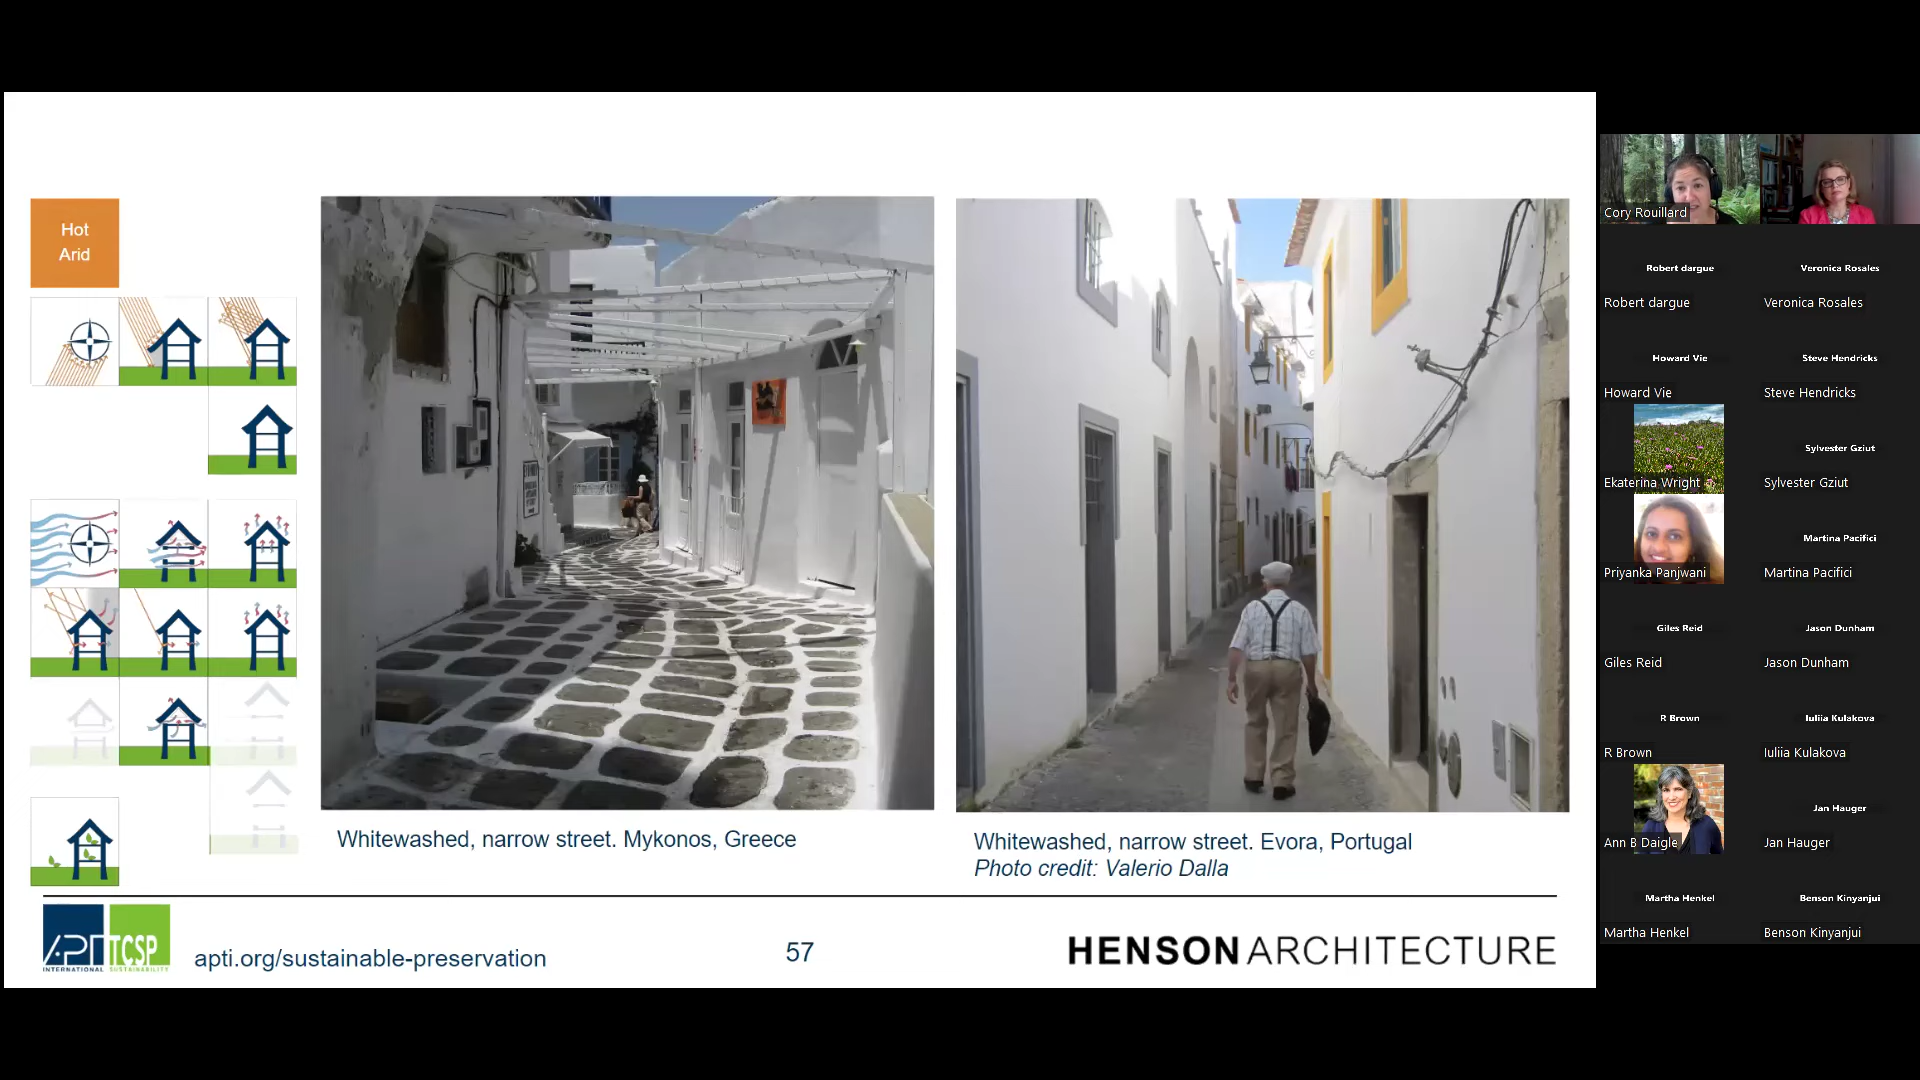 Hot
Arid
Whitewashed, narrow street. Mykonos, Greece
Whitewashed, narrow street. Evora, Portugal
Photo credit: Valerio Dalla
APT TCSP
INTERNATIONAL SUSTAINABILITY
apti.org/sustainable-preservation
57
HENSON ARCHITECTURE
Cory Rouillard
Robert dargue
Veronica Rosales
Robert dargue
Veronica Rosales
Howard Vie
Steve Hendricks
Howard Vie
Steve Hendricks
Sylvester Gziut
Ekaterina Wright
Sylvester Gziut
Martina Pacifici
Priyanka Panjwani
Martina Pacifici
Giles Reid
Jason Dunham
Giles Reid
Jason Dunham
R Brown
Iuliia Kulakova
R Brown
Iuliia Kulakova
Jan Hauger
Ann B Daigle
Jan Hauger
Martha Henkel
Benson Kinyanjui
Martha Henkel
Benson Kinyanjui